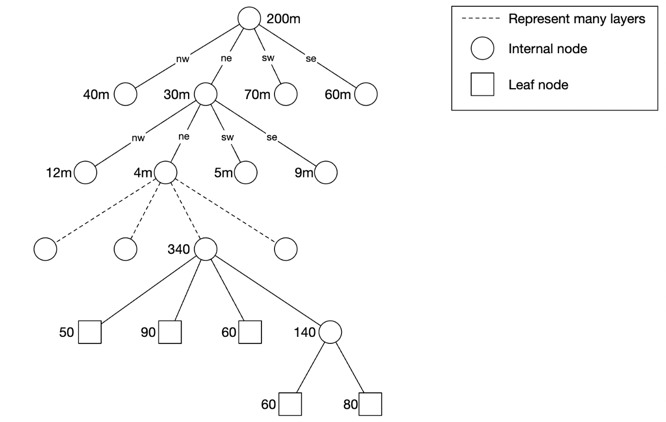 200m
nw
ne
sw
se
40m
30m
70m
60m
nw
ne
sw
se
12m
4m
5m
9m
340
50
90
60
140
60
80
Represent many layers
Internal node
Leaf node